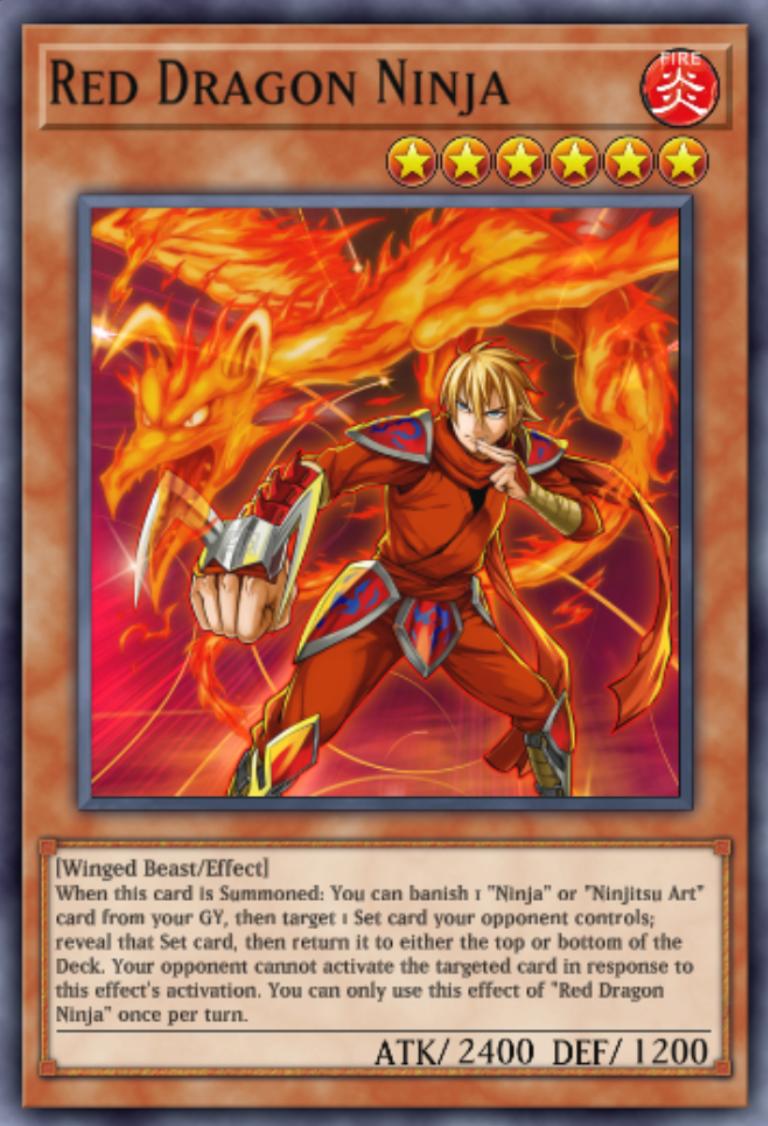 Red Dragon Ninja
FIRE
炎
[Winged Beast/Effect]
When this card is Summoned: You can banish 1 "Ninja" or "Ninjitsu Art"
card from your GY, then target 1 Set card your opponent controls;
reveal that Set card, then return it to either the top or bottom of the
Deck. Your opponent cannot activate the targeted card in response to
this effect's activation. You can only use this effect of "Red Dragon
Ninja" once per turn.
ATK/ 2400 DEF/ 1200